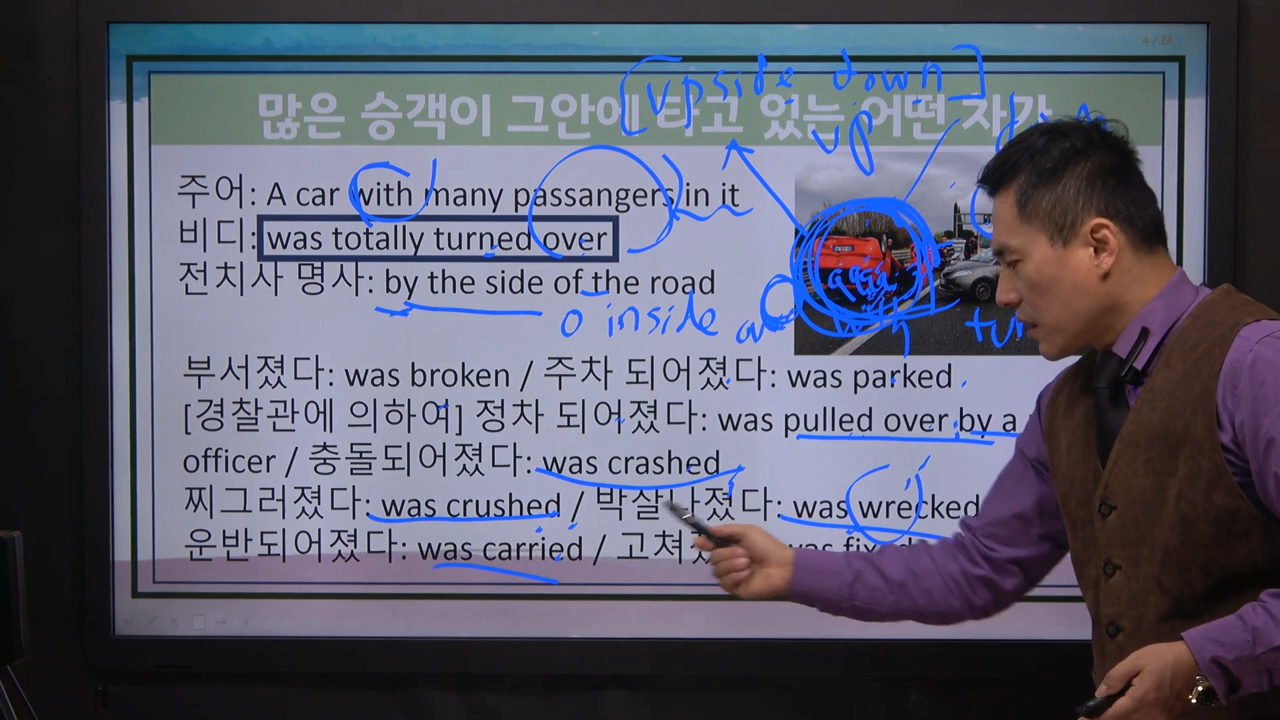 4 / 24
[upside down]
많은 승객이 그안에 타고 있는 어떤 차가
up
주어: A car with many passangers in it
비디: was totally turned over
전치사 명사: by the side of the road
inside
부서졌다: was broken / 주차 되어졌다: was parked
[경찰관에 의하여] 정차 되어졌다: was pulled over by a
officer / 충돌되어졌다: was crashed
찌그러졌다: was crushed / 박살나졌다: was wrecked
운반되어졌다: was carried / 고쳐졌 was fixed